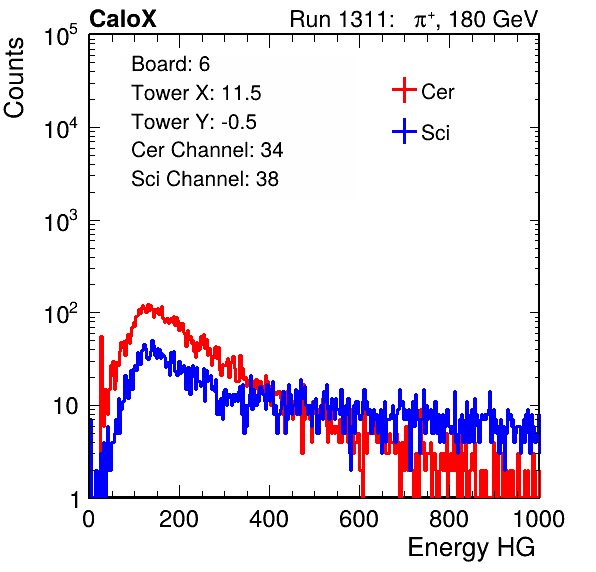 CaloX Run 1311: π⁺, 180 GeV
Counts
10⁵
10⁴
10³
10²
10
1
Board: 6
Tower X: 11.5
Tower Y: -0.5
Cer Channel: 34
Sci Channel: 38
Cer
Sci
0 200 400 600 800 1000
Energy HG